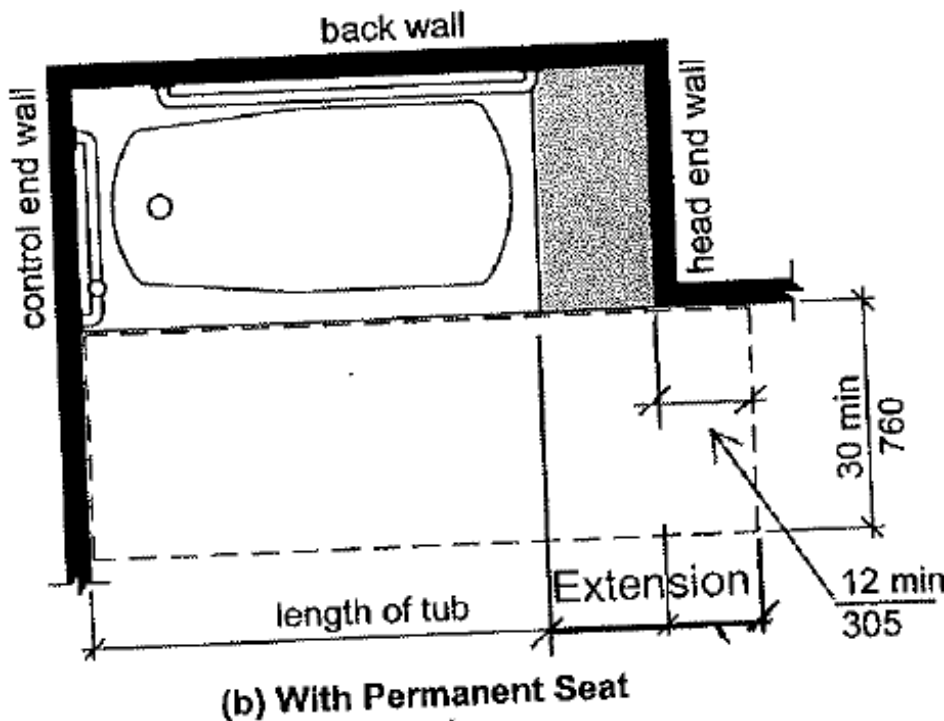 back wall
control end wall
head end wall
30 min
760
12 min
305
Extension
length of tub
(b) With Permanent Seat